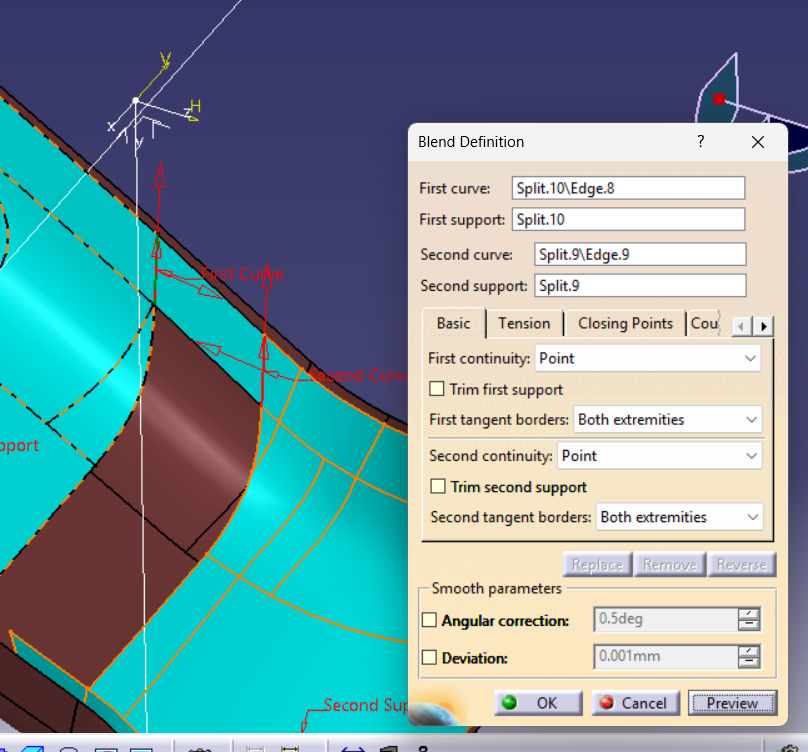 y
H
x
y
First Curve
Second Curve
pport
Second Sup
Blend Definition
?
First curve: Split.10\Edge.8
First support: Split.10
Second curve: Split.9\Edge.9
Second support: Split.9
Basic Tension Closing Points Cou
First continuity: Point
Trim first support
First tangent borders: Both extremities
Second continuity: Point
Trim second support
Second tangent borders: Both extremities
Replace Remove Reverse
Smooth parameters
Angular correction: 0.5deg
Deviation: 0.001mm
OK Cancel Preview